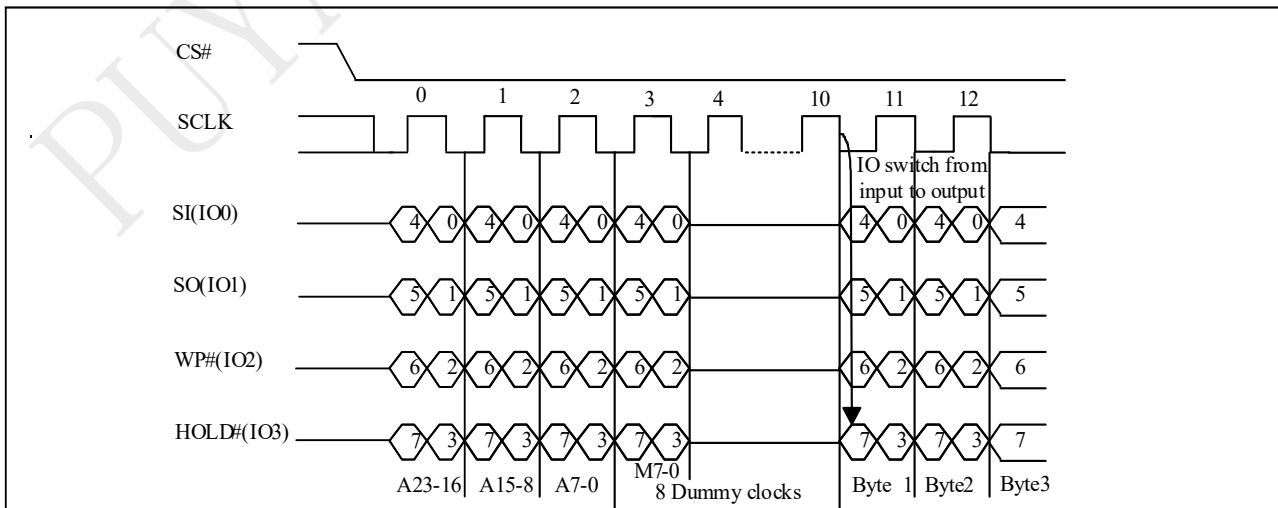 PUYA
CS#
0 1 2 3 4 10 11 12
SCLK
IO switch from
input to output
SI(IO0) 4 0 4 0 4 0 4 0 4 0 4 0 4
SO(IO1) 5 1 5 1 5 1 5 1 5 1 5 1 5
WP#(IO2) 6 2 6 2 6 2 6 2 6 2 6 2 6
HOLD#(IO3) 7 3 7 3 7 3 7 3 7 3 7 3 7
A23-16 A15-8 A7-0 M7-0 Byte 1 Byte2 Byte3
8 Dummy clocks